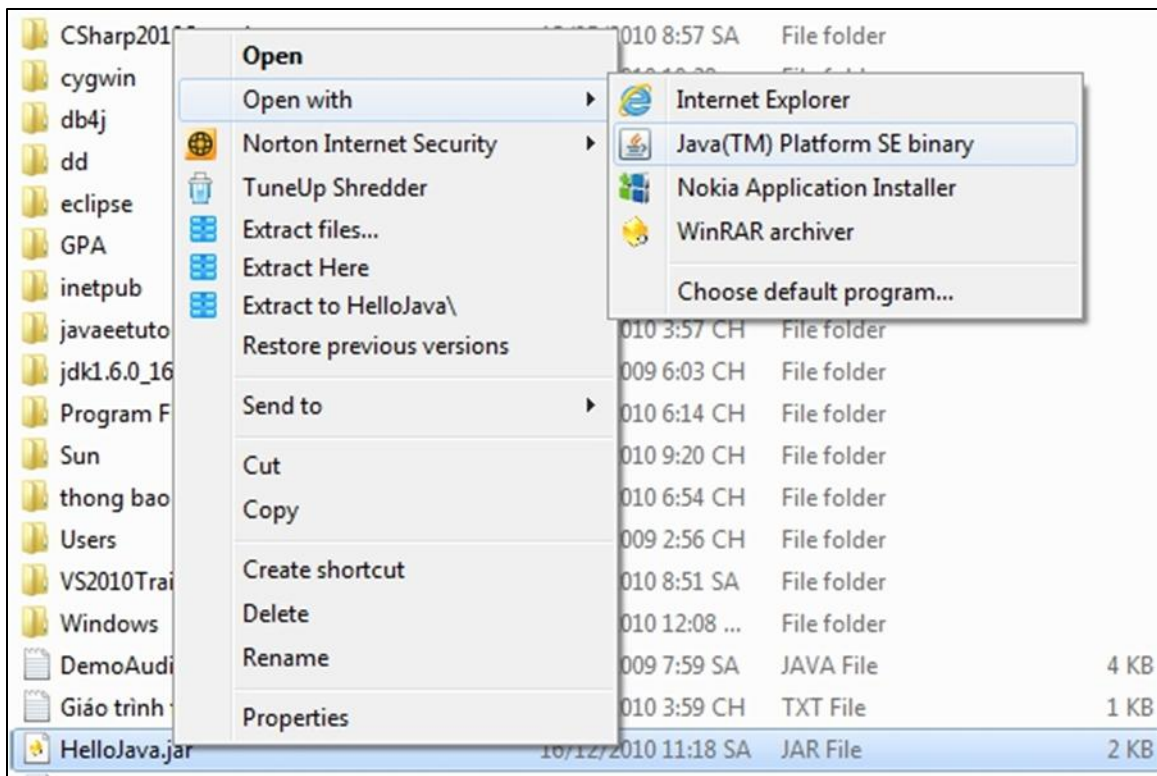 CSharp201 010 8:57 SA File folder
cygwin
db4j
dd
eclipse
GPA
inetpub
javaeetuto 010 3:57 CH File folder
jdk1.6.0_16 009 6:03 CH File folder
Program F 010 6:14 CH File folder
Sun 010 9:20 CH File folder
thong bao 010 6:54 CH File folder
Users 009 2:56 CH File folder
VS2010Trai 010 8:51 SA File folder
Windows 010 12:08 ... File folder
DemoAudi 009 7:59 SA JAVA File 4 KB
Giáo trình 010 3:59 CH TXT File 1 KB
HelloJava.jar 16/12/2010 11:18 SA JAR File 2 KB
Open
Open with
Norton Internet Security
TuneUp Shredder
Extract files...
Extract Here
Extract to HelloJava\
Restore previous versions
Send to
Cut
Copy
Create shortcut
Delete
Rename
Properties
Internet Explorer
Java(TM) Platform SE binary
Nokia Application Installer
WinRAR archiver
Choose default program...